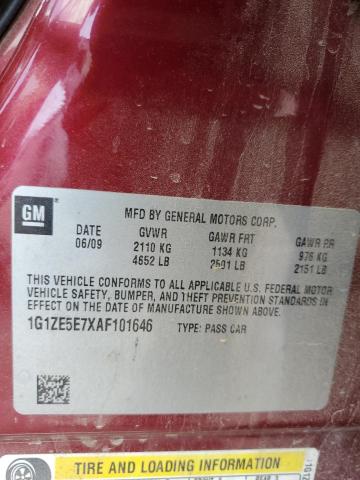 GM
MFD BY GENERAL MOTORS CORP.
DATE GVWR GAWR FRT GAWR RR
06/09 2110 KG 1134 KG 976 KG
4652 LB 2501 LB 2151 LB
THIS VEHICLE CONFORMS TO ALL APPLICABLE U.S. FEDERAL MOTOR
VEHICLE SAFETY, BUMPER, AND THEFT PREVENTION STANDARDS IN
EFFECT ON THE DATE OF MANUFACTURE SHOWN ABOVE.
1G1ZE5E7XAF101646 TYPE: PASS CAR
TIRE AND LOADING INFORMATION